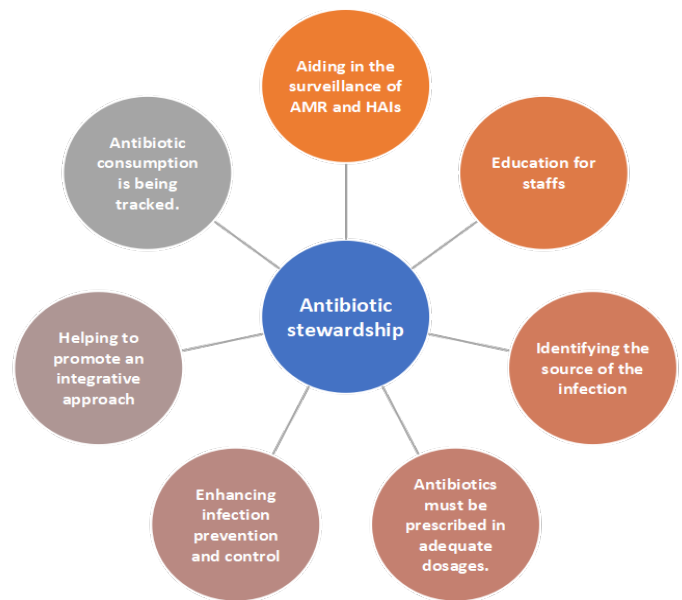 Aiding in the
surveillance of
AMR and HAIs
Education for
staffs
Identifying the
source of the
infection
Antibiotics
must be
prescribed in
adequate
dosages.
Enhancing
infection
prevention
and control
Helping to
promote an
integrative
approach
Antibiotic
consumption
is being
tracked.
Antibiotic
stewardship